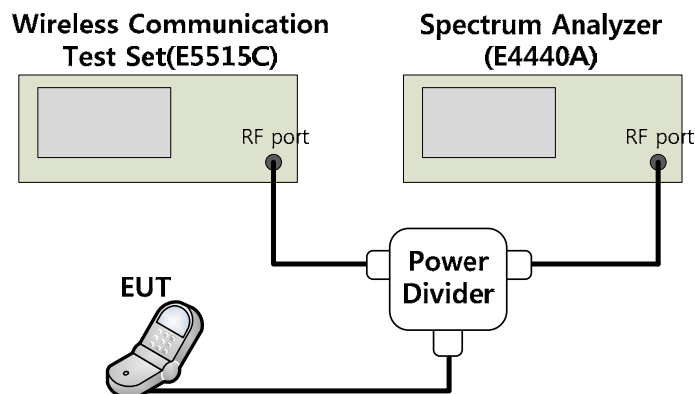 Wireless Communication
Test Set(E5515C)
Spectrum Analyzer
(E4440A)
RF port
RF port
Power
Divider
EUT